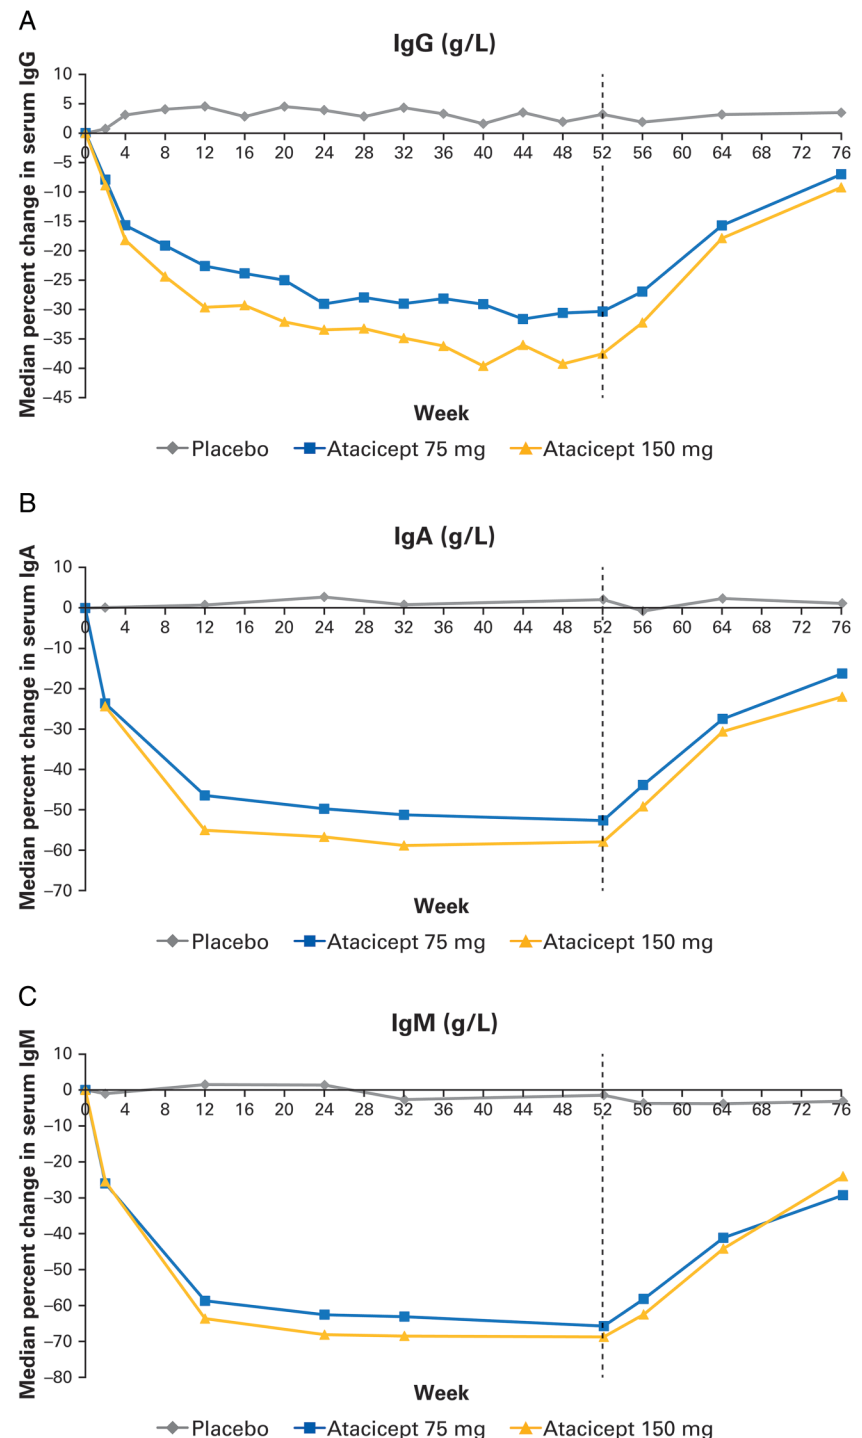 A
IgG (g/L)
Median percent change in serum IgG
10
5
0
–5
–10
–15
–20
–25
–30
–35
–40
–45
0 4 8 12 16 20 24 28 32 36 40 44 48 52 56 60 64 68 72 76
Week
Placebo Atacicept 75 mg Atacicept 150 mg
B
IgA (g/L)
Median percent change in serum IgA
10
0
–10
–20
–30
–40
–50
–60
–70
0 4 8 12 16 20 24 28 32 36 40 44 48 52 56 60 64 68 72 76
Week
Placebo Atacicept 75 mg Atacicept 150 mg
C
IgM (g/L)
Median percent change in serum IgM
10
0
–10
–20
–30
–40
–50
–60
–70
–80
0 4 8 12 16 20 24 28 32 36 40 44 48 52 56 60 64 68 72 76
Week
Placebo Atacicept 75 mg Atacicept 150 mg